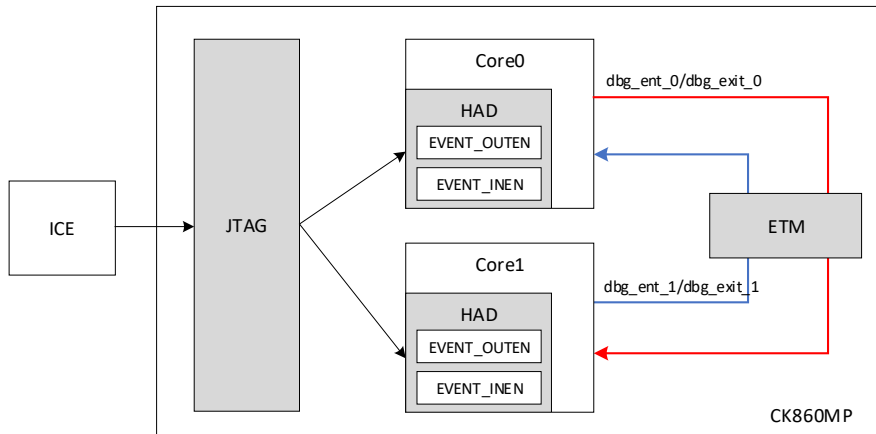 ICE
JTAG
Core0
HAD
EVENT_OUTEN
EVENT_INEN
dbg_ent_0/dbg_exit_0
ETM
Core1
HAD
EVENT_OUTEN
EVENT_INEN
dbg_ent_1/dbg_exit_1
CK860MP